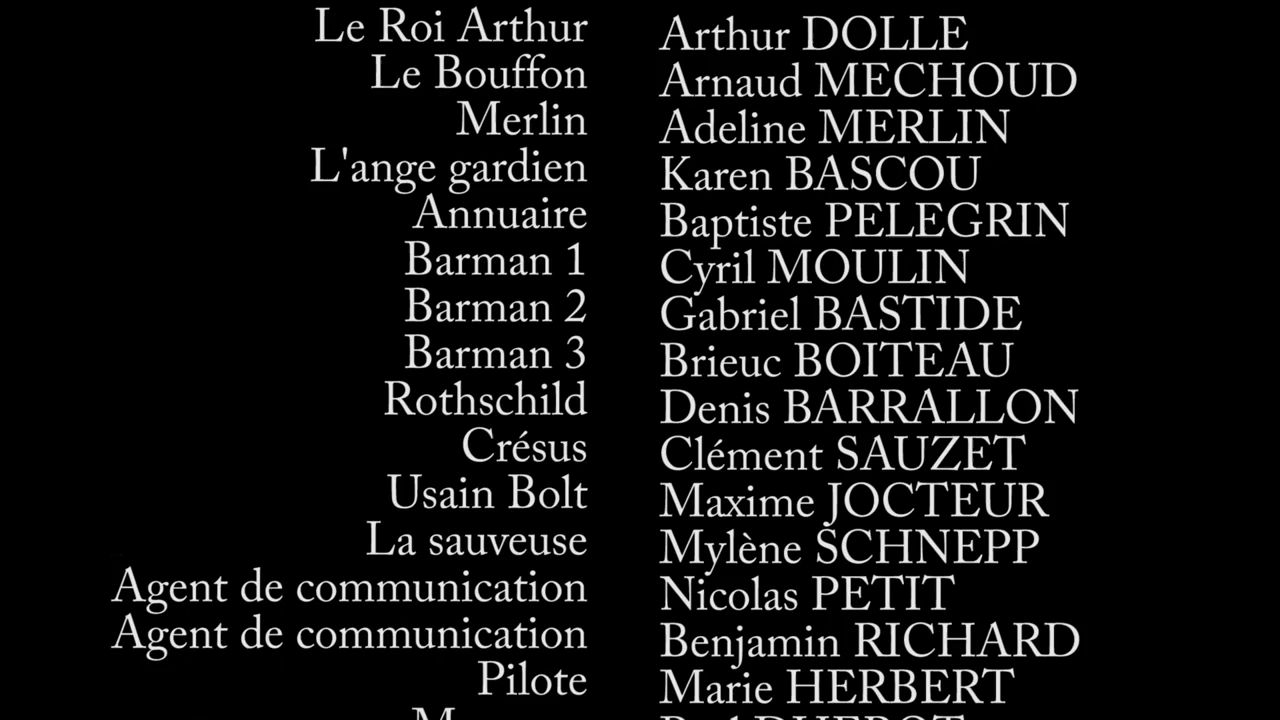 Le Roi Arthur Arthur DOLLE
Le Bouffon Arnaud MECHOUD
Merlin Adeline MERLIN
L'ange gardien Karen BASCOU
Annuaire Baptiste PELEGRIN
Barman 1 Cyril MOULIN
Barman 2 Gabriel BASTIDE
Barman 3 Brieuc BOITEAU
Rothschild Denis BARRALLON
Crésus Clément SAUZET
Usain Bolt Maxime JOCTEUR
La sauveuse Mylène SCHNEPP
Agent de communication Nicolas PETIT
Agent de communication Benjamin RICHARD
Pilote Marie HERBERT